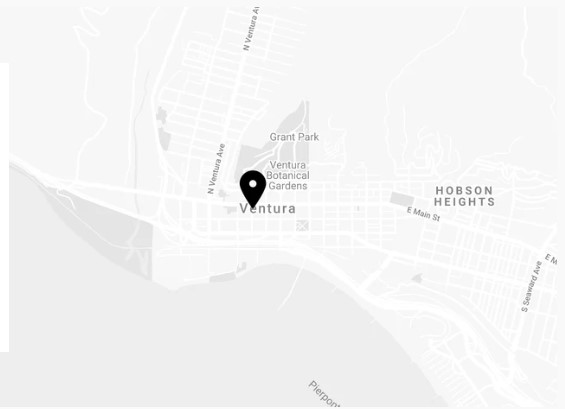 N Ventura Av
Grant Park
N Ventura Ave
Ventura
Botanical
Gardens
HOBSON
HEIGHTS
Ventura
E Main St
E M
S Seaward Ave
Pierpont